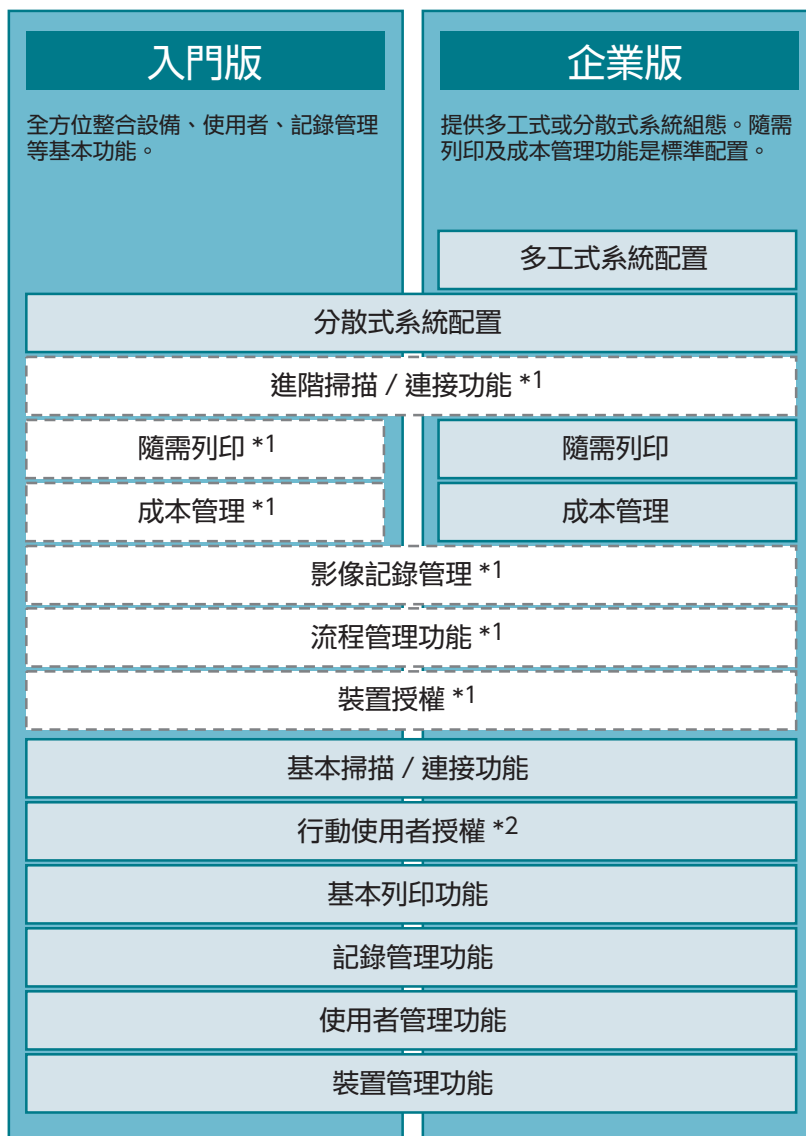 入門版
全方位整合設備、使用者、記錄管理
等基本功能。
企業版
提供多工式或分散式系統組態。隨需
列印及成本管理功能是標準配置。
多工式系統配置
分散式系統配置
進階掃描 / 連接功能 *1
隨需列印 *1
隨需列印
成本管理 *1
成本管理
影像記錄管理 *1
流程管理功能 *1
裝置授權 *1
基本掃描 / 連接功能
行動使用者授權 *2
基本列印功能
記錄管理功能
使用者管理功能
裝置管理功能